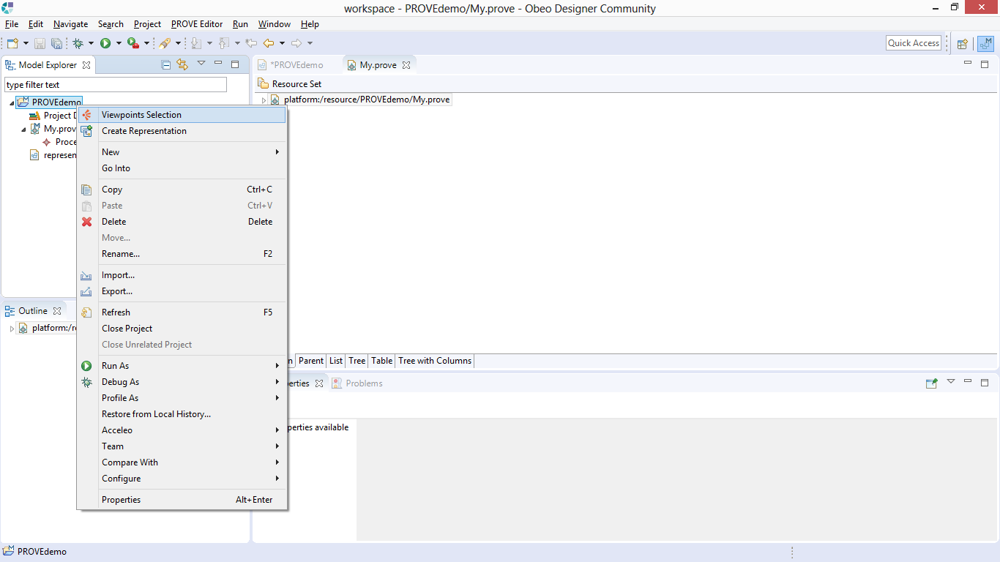 workspace - PROVEdemo/My.prove - Obeo Designer Community
File Edit Navigate Search Project PROVE Editor Run Window Help
Quick Access
Model Explorer
type filter text
PROVEdemo
Project D
My.prov
Proce
represen
Viewpoints Selection
Create Representation
New
Go Into
Copy Ctrl+C
Paste Ctrl+V
Delete Delete
Move...
Rename... F2
Import...
Export...
Refresh F5
Close Project
Close Unrelated Project
Run As
Debug As
Profile As
Restore from Local History...
Acceleo
Team
Compare With
Configure
Properties Alt+Enter
Outline
platform:/re
*PROVEdemo My.prove
Resource Set
platform:/resource/PROVEdemo/My.prove
n Parent List Tree Table Tree with Columns
erties Problems
perties available
PROVEdemo